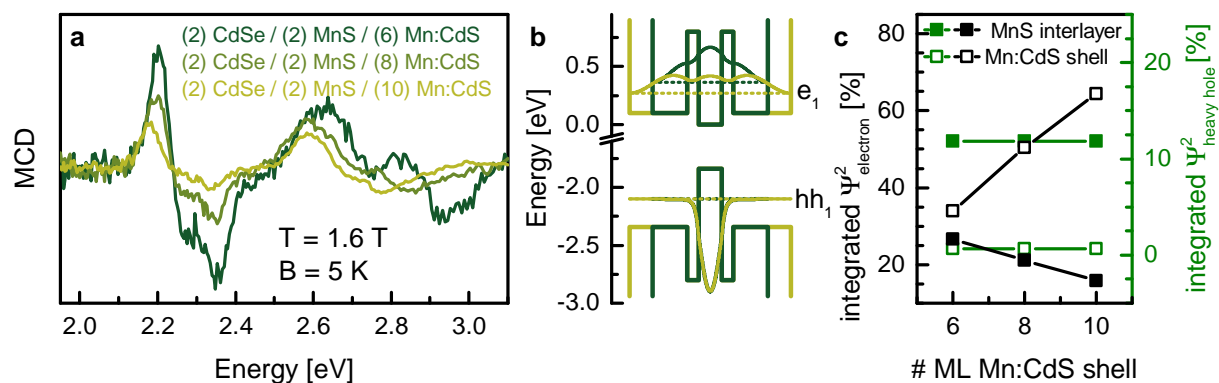 a
(2) CdSe / (2) MnS / (6) Mn:CdS
(2) CdSe / (2) MnS / (8) Mn:CdS
(2) CdSe / (2) MnS / (10) Mn:CdS
MCD
T = 1.6 T
B = 5 K
2.0 2.2 2.4 2.6 2.8 3.0
Energy [eV]
b
Energy [eV]
0.5
0.0
-2.0
-2.5
-3.0
e1
hh1
c
MnS interlayer
Mn:CdS shell
integrated Ψ²electron [%]
80
70
60
50
40
30
20
integrated Ψ²heavy hole [%]
20
10
0
6 8 10
# ML Mn:CdS shell